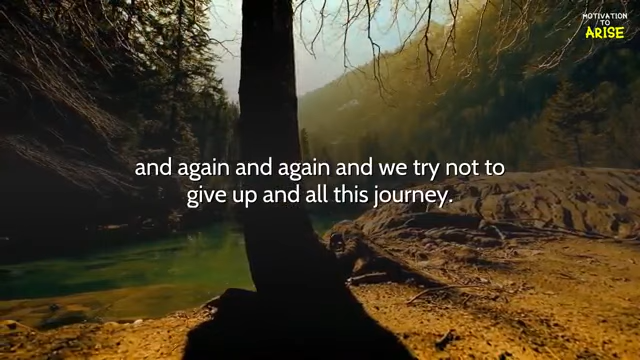 MOTIVATION
TO
ARISE
and again and again and we try not to
give up and all this journey.